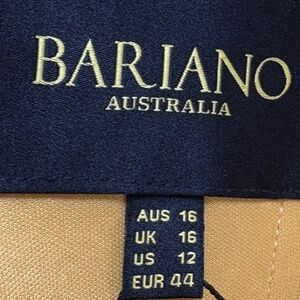 BARIANO
AUSTRALIA
AUS 16
UK 16
US 12
EUR 44